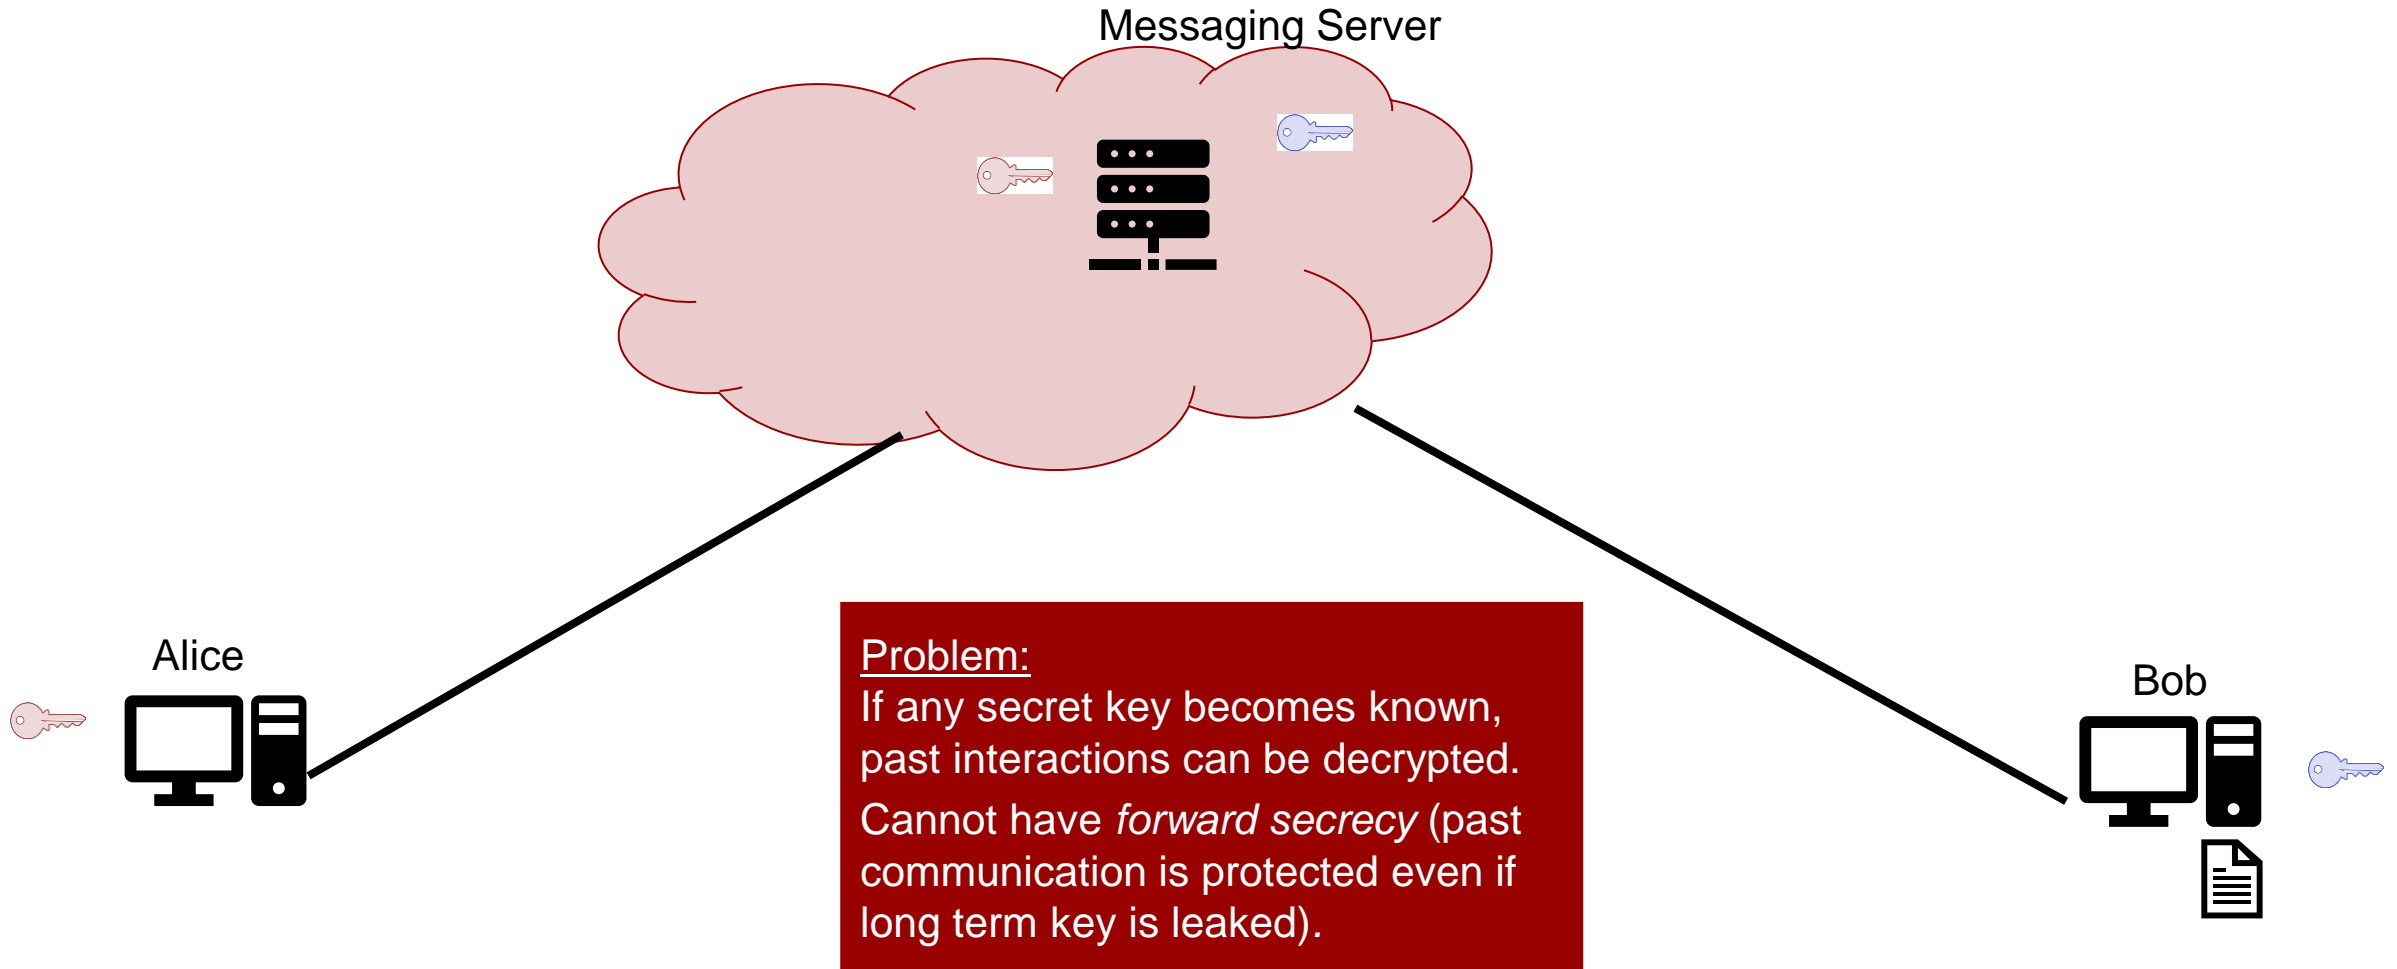 Messaging Server
Alice
Bob
Problem:
If any secret key becomes known,
past interactions can be decrypted.
Cannot have forward secrecy (past
communication is protected even if
long term key is leaked).